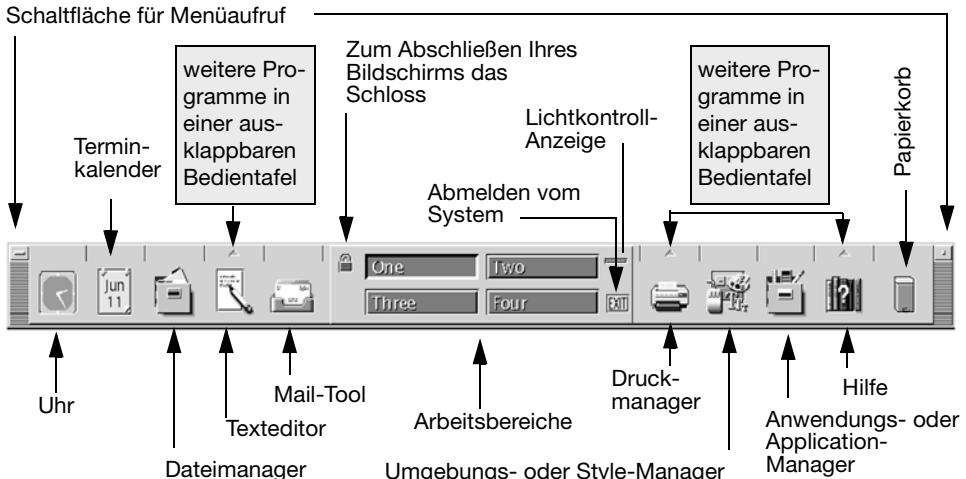 Schaltfläche für Menüaufruf
weitere Pro-
gramme in
einer aus-
klappbaren
Bedientafel
Zum Abschließen Ihres
Bildschirms das
Schloss
weitere Pro-
gramme in
einer aus-
klappbaren
Bedientafel
Papierkorb
Lichtkontroll-
Anzeige
Termin-
kalender
Abmelden vom
System
One
Two
Jun
11
Three
Four
EXIT
?
Uhr
Mail-Tool
Texteditor
Dateimanager
Arbeitsbereiche
Druck-
manager
Umgebungs- oder Style-Manager
Hilfe
Anwendungs- oder
Application-
Manager